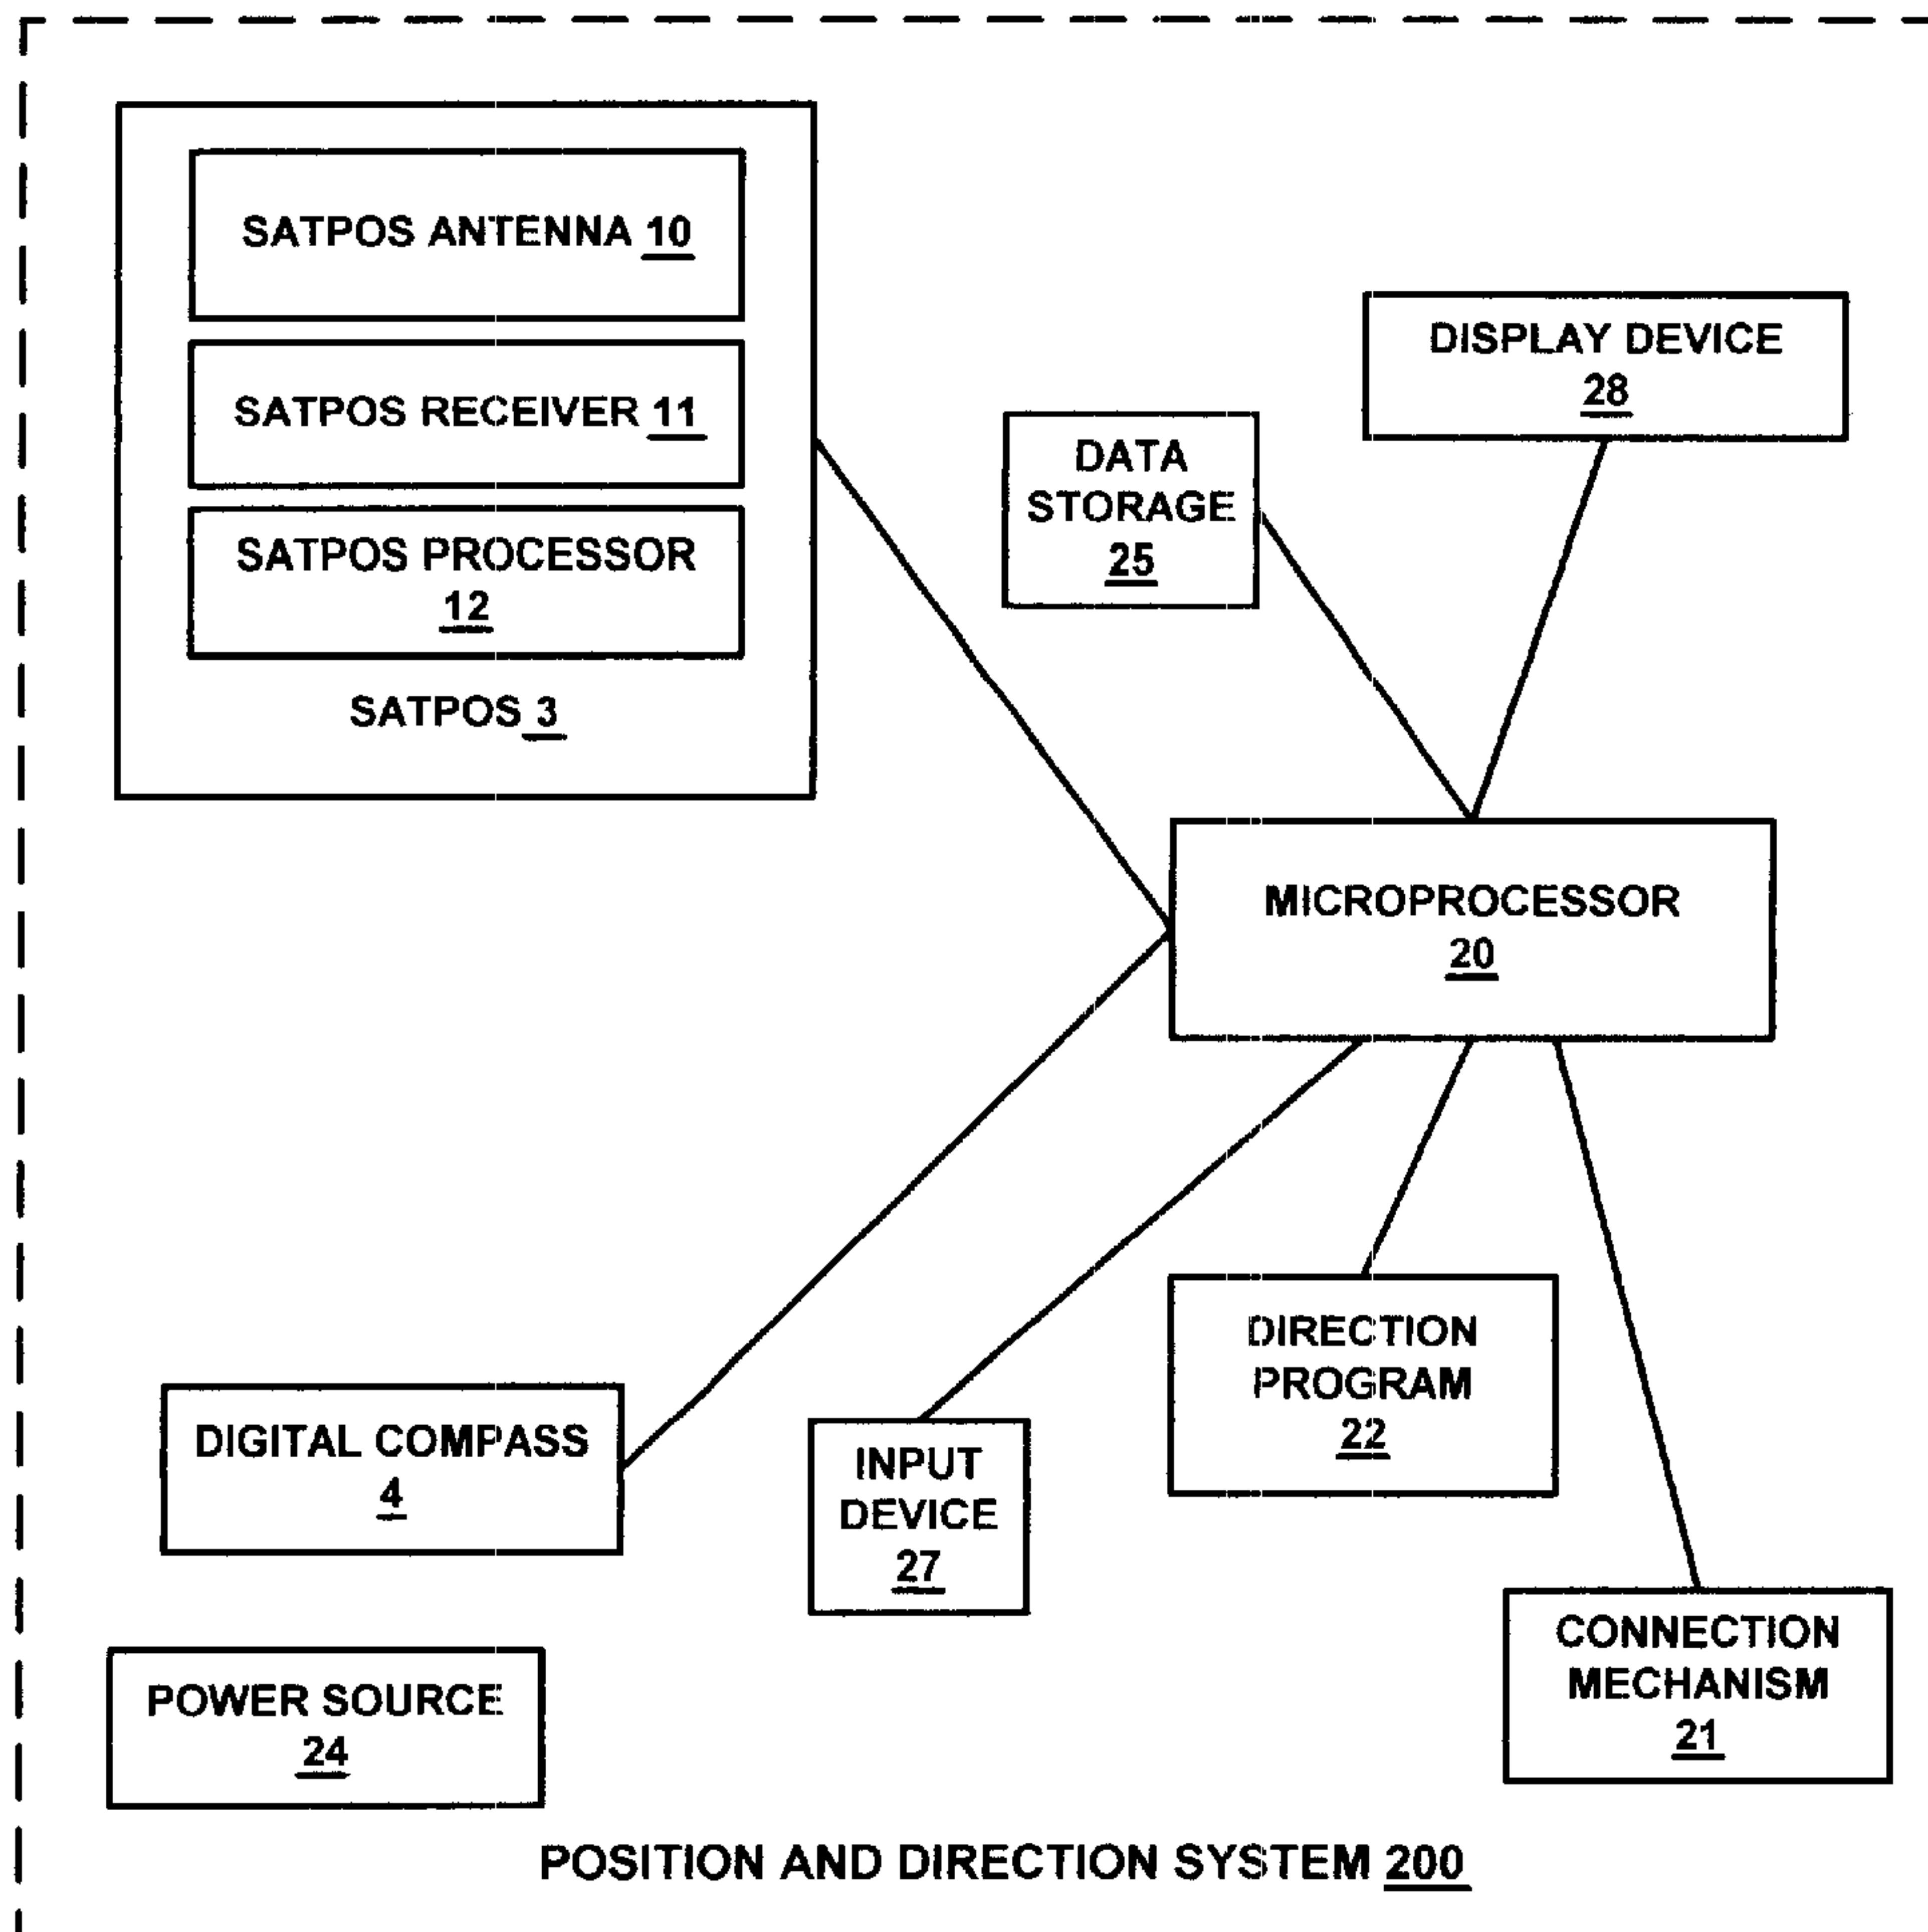 SATPOS ANTENNA 10
SATPOS RECEIVER 11
SATPOS PROCESSOR
12
SATPOS 3
DISPLAY DEVICE
28
DATA
STORAGE
25
MICROPROCESSOR
20
DIGITAL COMPASS
4
INPUT
DEVICE
27
DIRECTION
PROGRAM
22
CONNECTION
MECHANISM
21
POWER SOURCE
24
POSITION AND DIRECTION SYSTEM 200